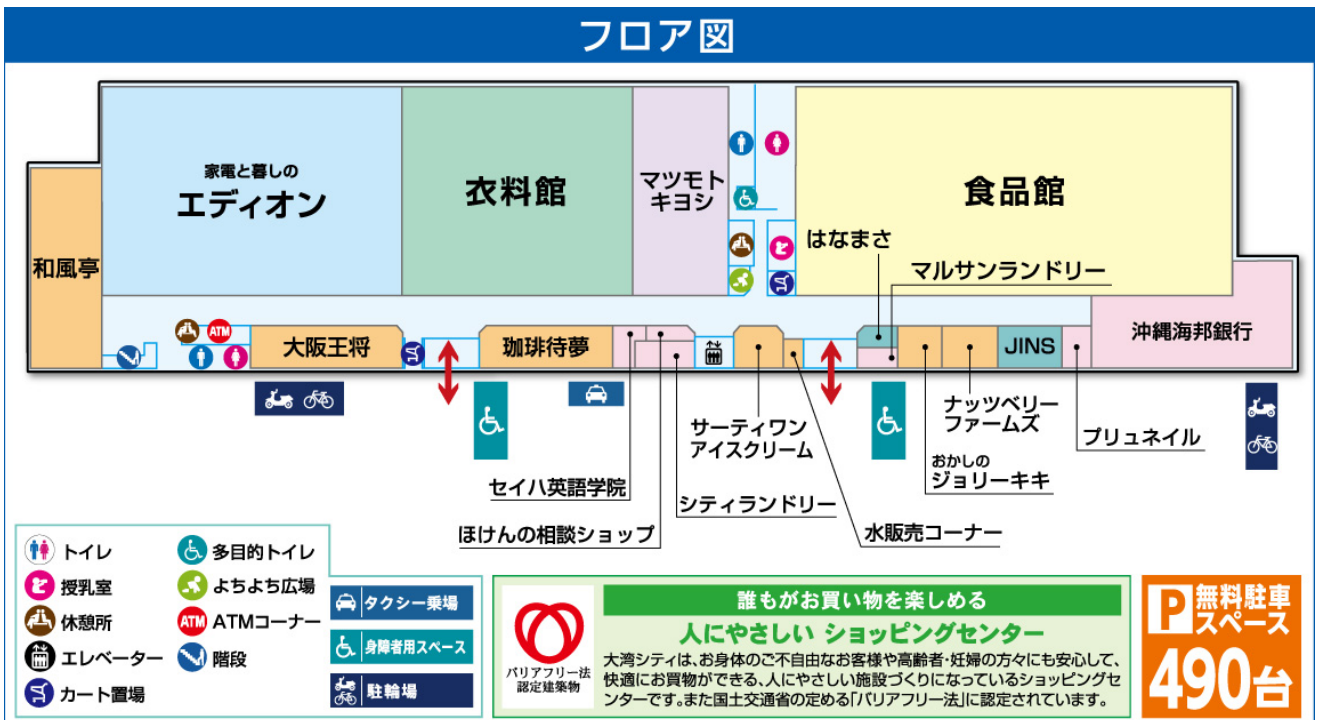 フロア図
家電と暮しの
エディオン
衣料館
マツモト
キヨシ
食品館
和風亭
はなまさ
マルサンランドリー
沖縄海邦銀行
ATM
大阪王将
珈琲待夢
JINS
サーティワン
アイスクリーム
ナッツベリー
ファームズ
プリュネイル
おかしの
ジョリーキキ
セイハ英語学院
シティランドリー
ほけんの相談ショップ
水販売コーナー
トイレ
多目的トイレ
授乳室
よちよち広場
休憩所
ATM ATMコーナー
エレベーター
階段
カート置場
タクシー乗場
身障者用スペース
駐輪場
バリアフリー法
認定建築物
誰もがお買い物を楽しめる
人にやさしい ショッピングセンター
大湾シティは、お身体のご不自由なお客様や高齢者・妊婦の方々にも安心して、
快適にお買物ができる、人にやさしい施設づくりになっているショッピングセ
ンターです。また国土交通省の定める「バリアフリー法」に認定されています。
P 無料駐車
スペース
490台